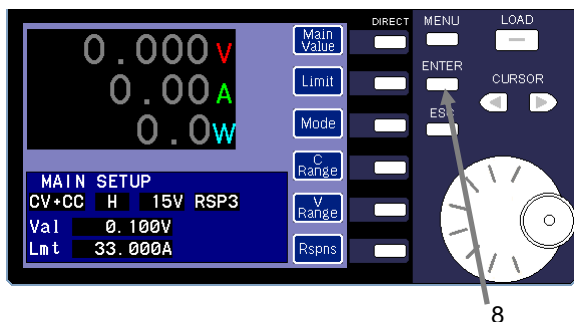 0.000V
0.00A
0.0W
MAIN SETUP
CV+CC H 15V RSP3
Val 0.100V
Lmt 33.000A
Main
Value
Limit
Mode
C
Range
V
Range
Rspns
DIRECT
MENU
LOAD
ENTER
CURSOR
ESC
8